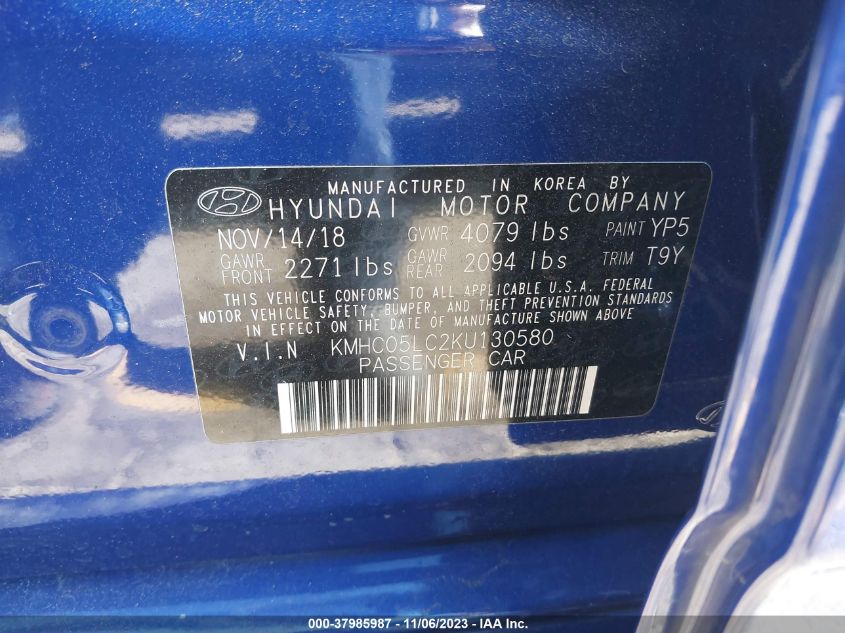 MANUFACTURED IN KOREA BY
HYUNDAI MOTOR COMPANY
NOV/14/18 GVWR 4079 lbs PAINT YP5
GAWR FRONT 2271 lbs GAWR REAR 2094 lbs TRIM T9Y
THIS VEHICLE CONFORMS TO ALL APPLICABLE U.S.A. FEDERAL
MOTOR VEHICLE SAFETY, BUMPER, AND THEFT PREVENTION STANDARDS
IN EFFECT ON THE DATE OF MANUFACTURE SHOWN ABOVE
V.I.N KMHC05LC2KU130580
PASSENGER CAR
000-37985987 - 11/06/2023 - IAA Inc.